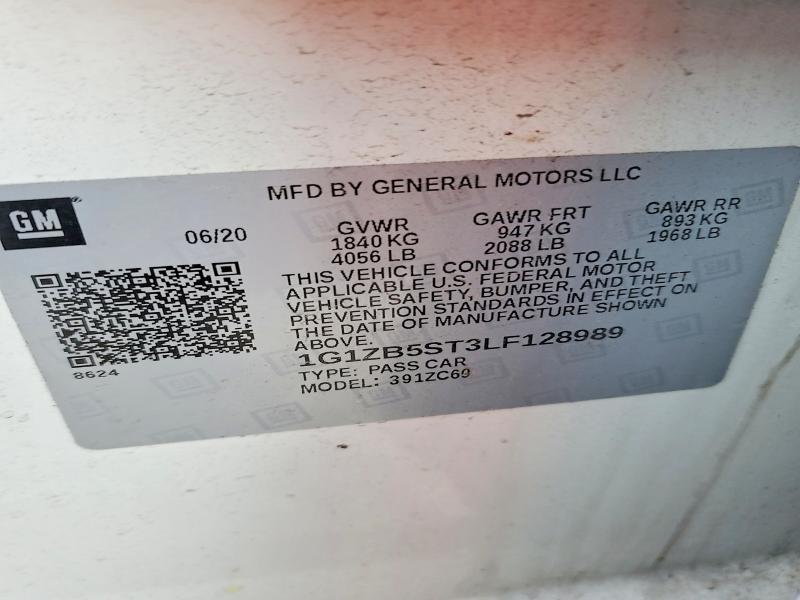 MFD BY GENERAL MOTORS LLC
GM
06/20
GVWR
1840 KG
4056 LB
GAWR FRT
947 KG
2088 LB
GAWR RR
893 KG
1968 LB
THIS VEHICLE CONFORMS TO ALL
APPLICABLE U.S. FEDERAL MOTOR
VEHICLE SAFETY, BUMPER, AND THEFT
PREVENTION STANDARDS IN EFFECT ON
THE DATE OF MANUFACTURE SHOWN
ABOVE.
1G1ZB5ST3LF128989
TYPE: PASS CAR
MODEL: 391ZC69
8624